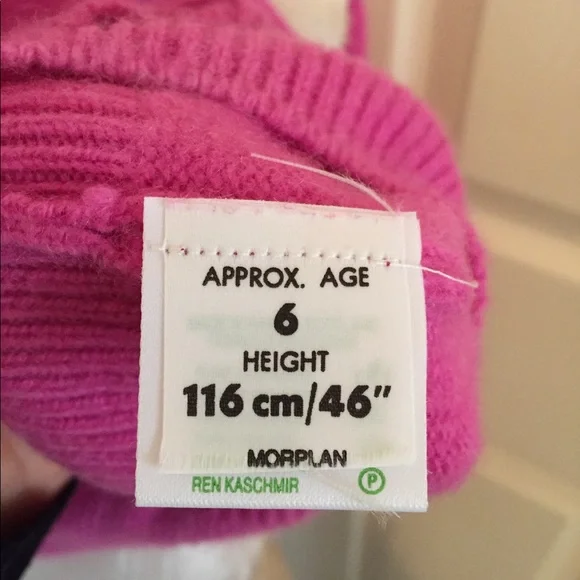 APPROX. AGE
6
HEIGHT
116 cm/46”
MORPLAN
REN KASCHMIR P